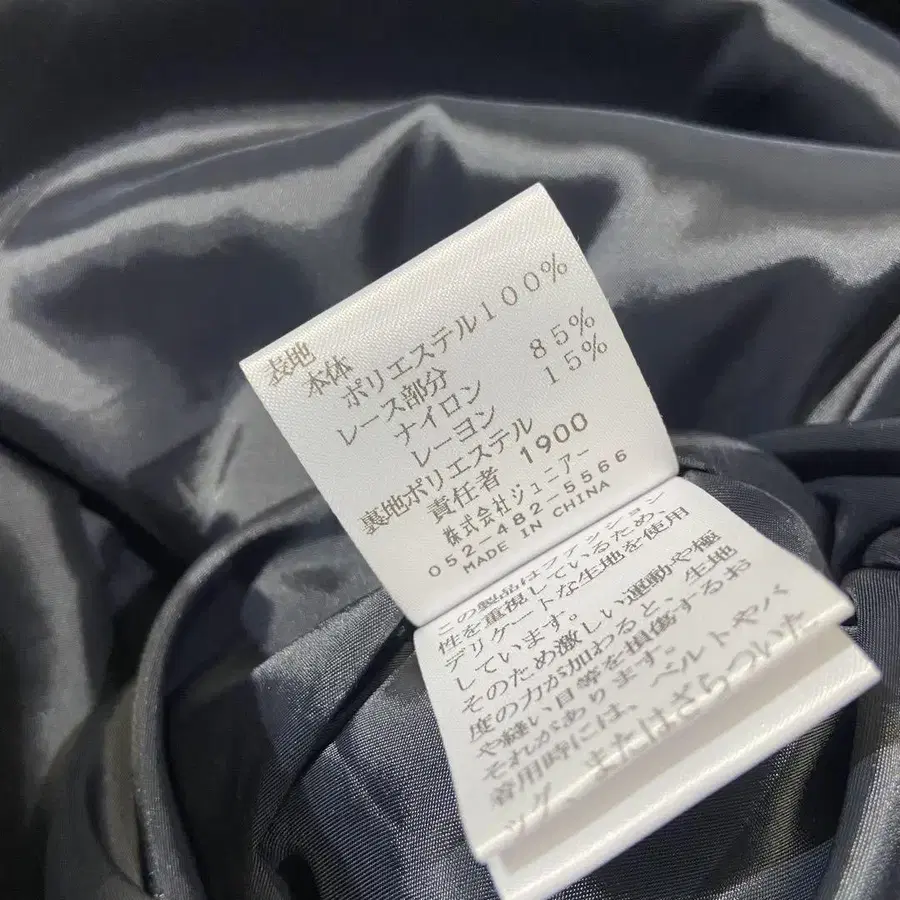 表地
本体
ポリエステル100%
レース部分
ナイロン 85%
レーヨン 15%
裏地ポリエステル
責任者 1900
株式会社ジュニアー
052-482-5566
MADE IN CHINA
この製品はファッション
性を重視しているため、
デリケートな生地を使用
しています。
そのため激しい運動や極
度の力が加わると、生地
や縫い目等を損傷するお
それがあります。
着用時には、ベルトやバ
ッグ、またはざらついた